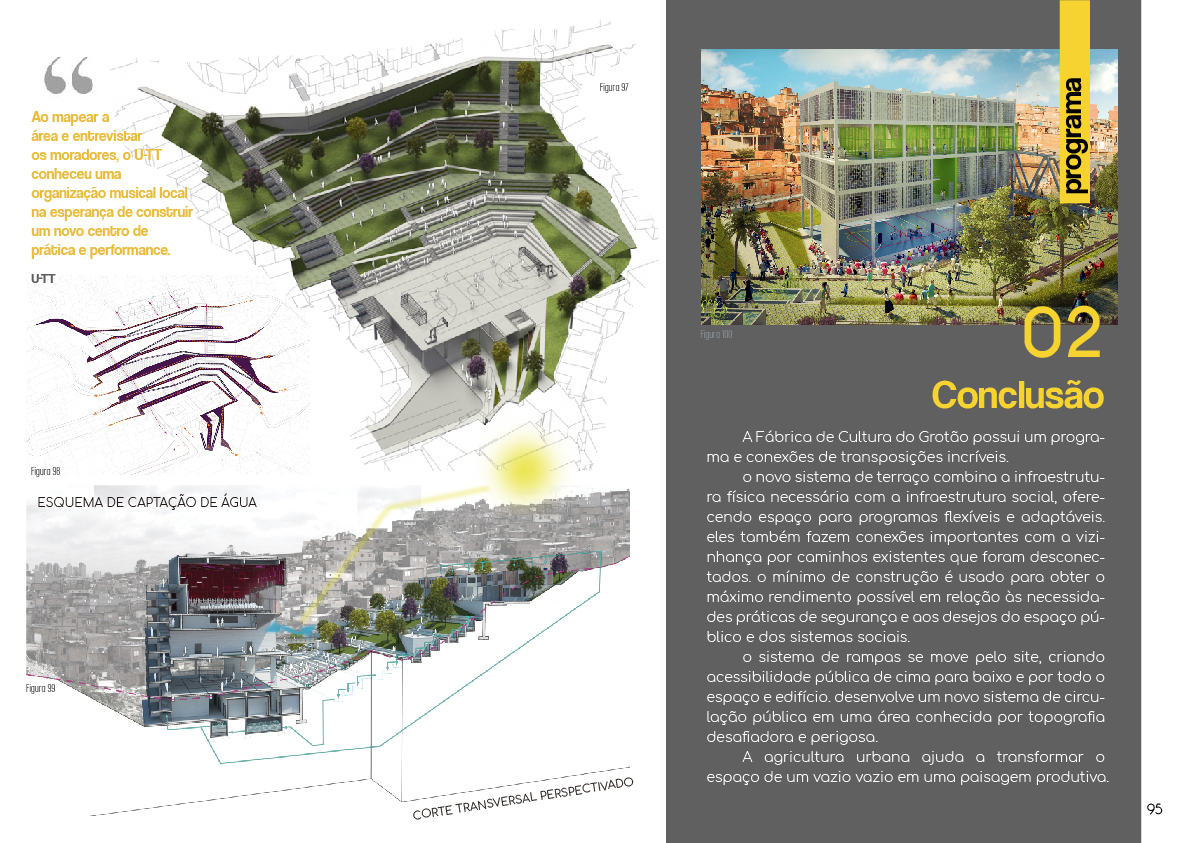 Ao mapear a
área e entrevistar
os moradores, o U-TT
conheceu uma
organização musical local
na esperança de construir
um novo centro de
prática e performance.
U-TT
Figura 97
Figura 98
ESQUEMA DE CAPTAÇÃO DE ÁGUA
Figura 99
CORTE TRANSVERSAL PERSPECTIVADO
programa
Figura 100
02
Conclusão
A Fábrica de Cultura do Grotão possui um progra-
ma e conexões de transposições incríveis.
o novo sistema de terraço combina a infraestrutu-
ra física necessária com a infraestrutura social, ofere-
cendo espaço para programas flexíveis e adaptáveis.
eles também fazem conexões importantes com a vizi-
nhança por caminhos existentes que foram desconec-
tados. o mínimo de construção é usado para obter o
máximo rendimento possível em relação às necessida-
des práticas de segurança e aos desejos do espaço pú-
blico e dos sistemas sociais.
o sistema de rampas se move pelo site, criando
acessibilidade pública de cima para baixo e por todo o
espaço e edifício. desenvolve um novo sistema de circu-
lação pública em uma área conhecida por topografia
desafiadora e perigosa.
A agricultura urbana ajuda a transformar o
espaço de um vazio vazio em uma paisagem produtiva.
95